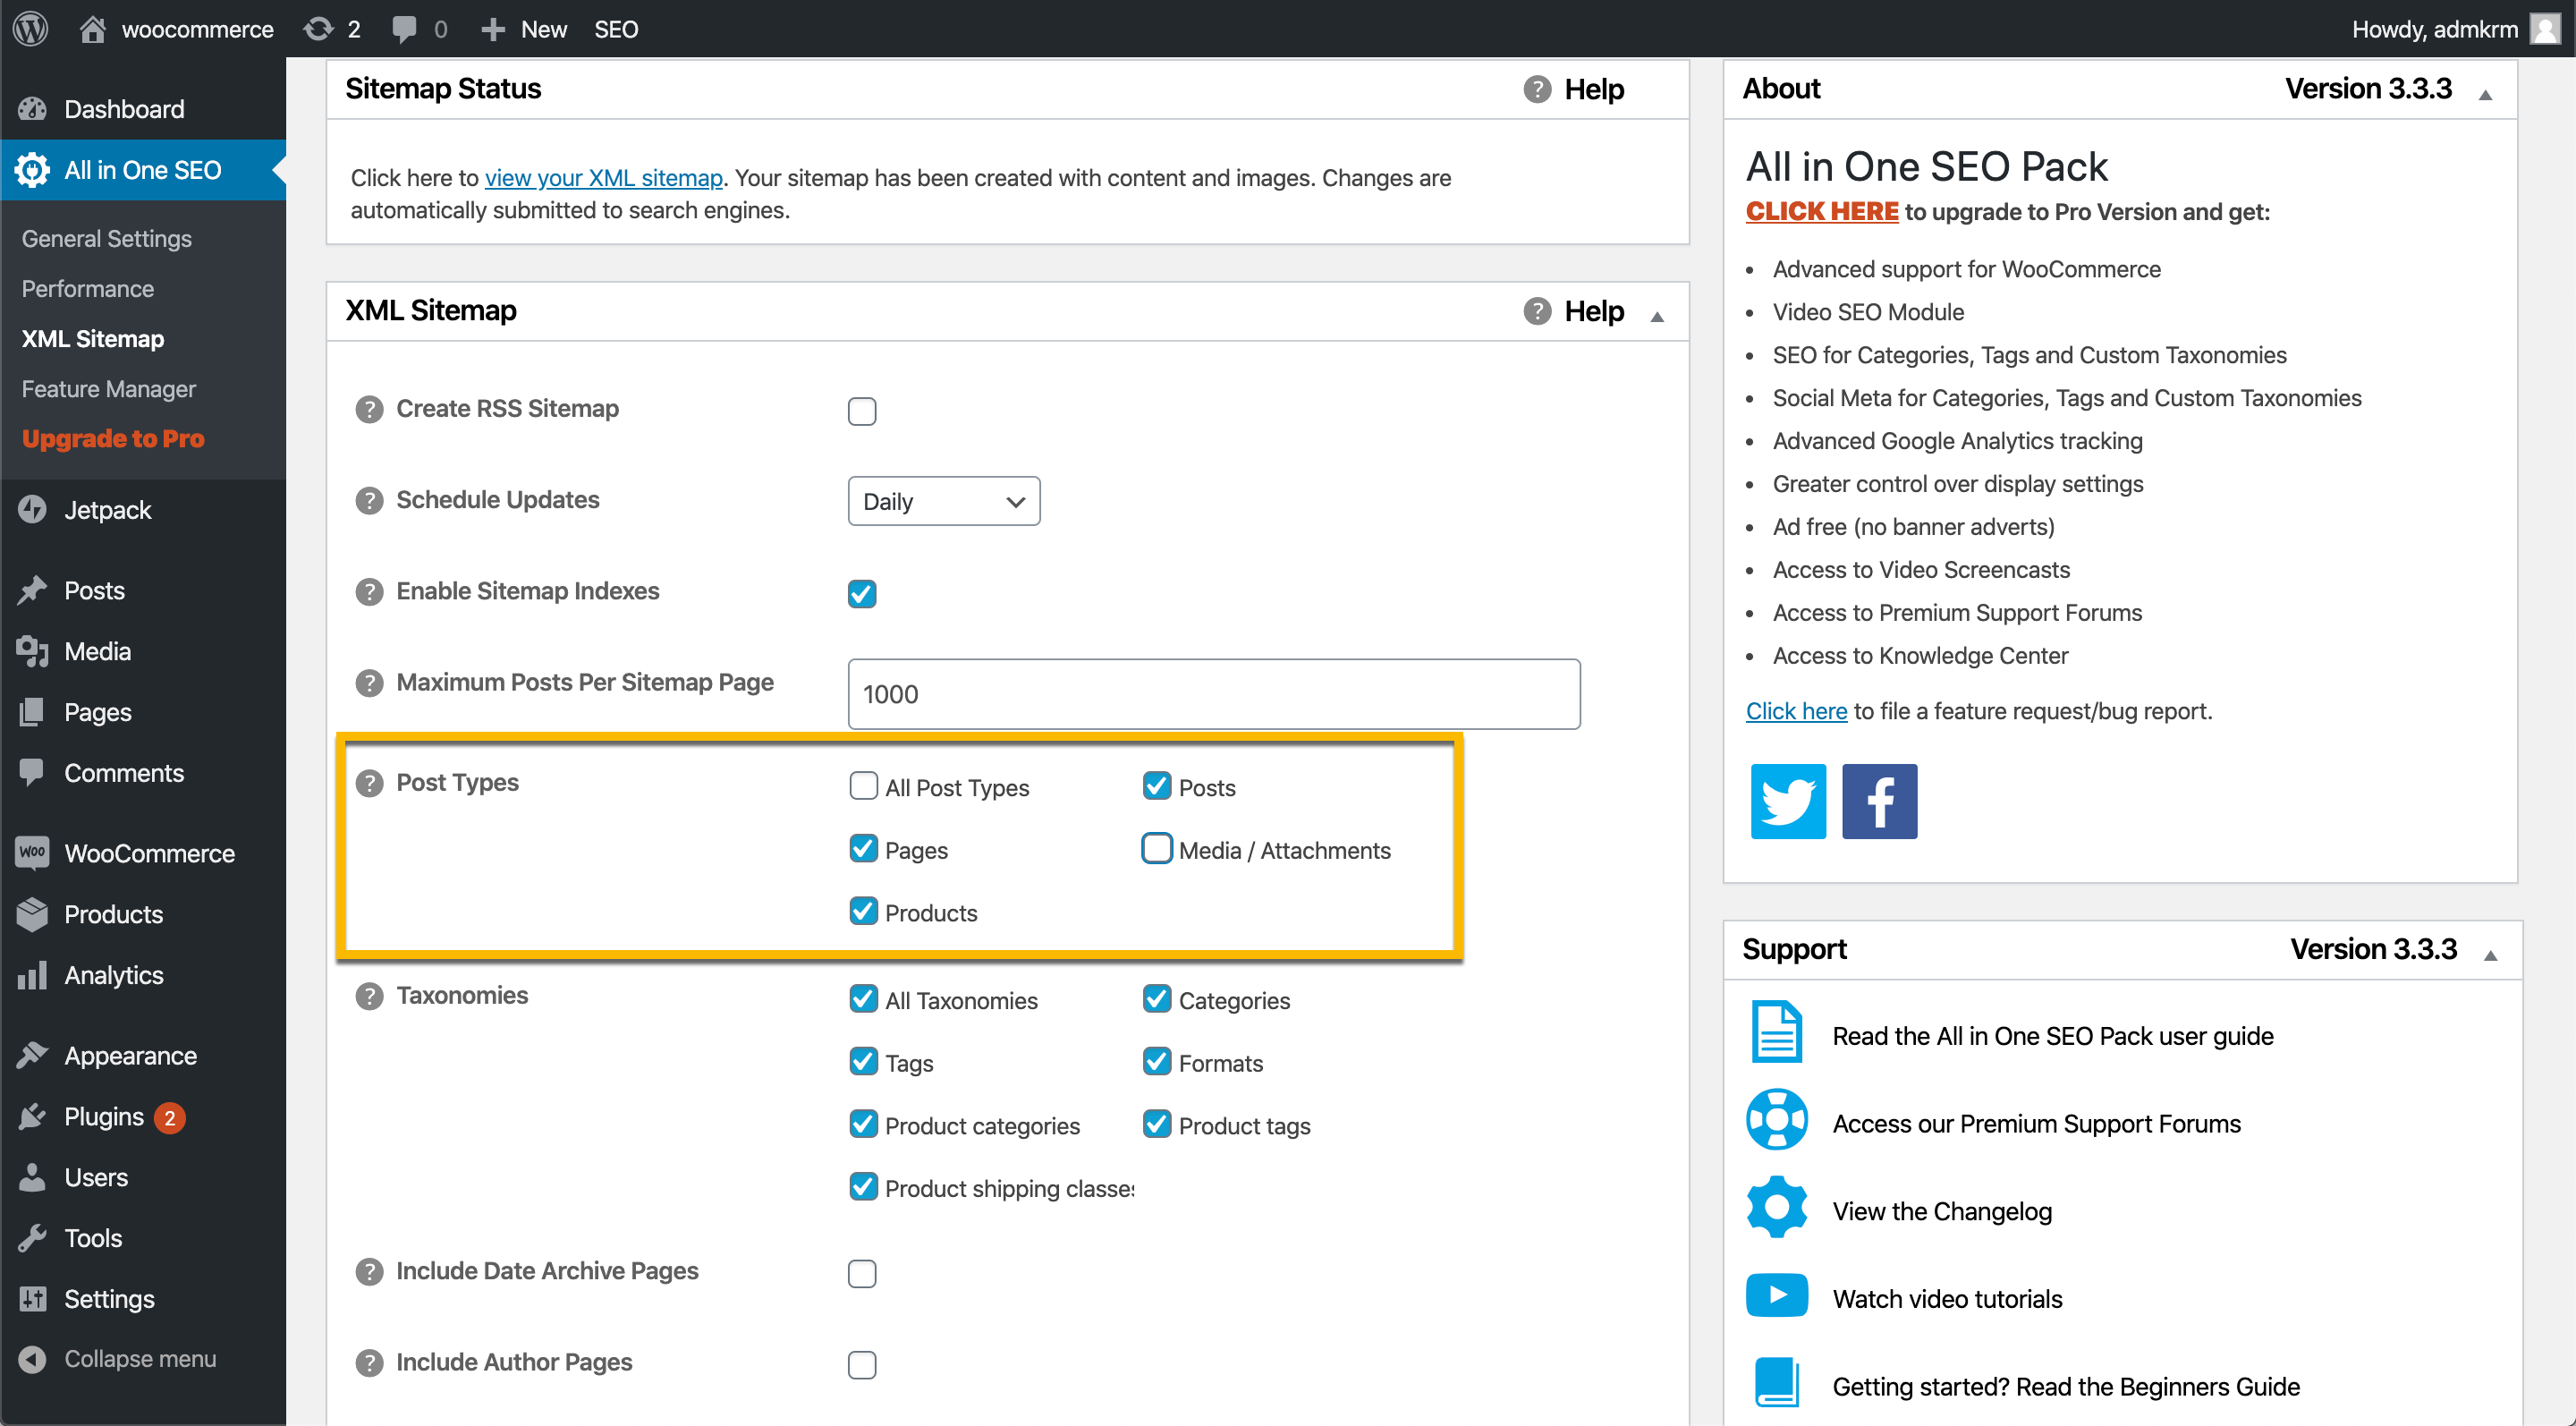 woocommerce 2 0 New SEO Howdy, admkrm
Dashboard
All in One SEO
General Settings
Performance
XML Sitemap
Feature Manager
Upgrade to Pro
Jetpack
Posts
Media
Pages
Comments
WooCommerce
Products
Analytics
Appearance
Plugins 2
Users
Tools
Settings
Collapse menu
Sitemap Status ? Help
Click here to view your XML sitemap. Your sitemap has been created with content and images. Changes are
automatically submitted to search engines.
XML Sitemap ? Help
? Create RSS Sitemap
? Schedule Updates Daily
? Enable Sitemap Indexes
? Maximum Posts Per Sitemap Page 1000
? Post Types All Post Types Posts
Pages Media / Attachments
Products
? Taxonomies All Taxonomies Categories
Tags Formats
Product categories Product tags
Product shipping classes
? Include Date Archive Pages
? Include Author Pages
About Version 3.3.3
All in One SEO Pack
CLICK HERE to upgrade to Pro Version and get:
• Advanced support for WooCommerce
• Video SEO Module
• SEO for Categories, Tags and Custom Taxonomies
• Social Meta for Categories, Tags and Custom Taxonomies
• Advanced Google Analytics tracking
• Greater control over display settings
• Ad free (no banner adverts)
• Access to Video Screencasts
• Access to Premium Support Forums
• Access to Knowledge Center
Click here to file a feature request/bug report.
Support Version 3.3.3
Read the All in One SEO Pack user guide
Access our Premium Support Forums
View the Changelog
Watch video tutorials
Getting started? Read the Beginners Guide